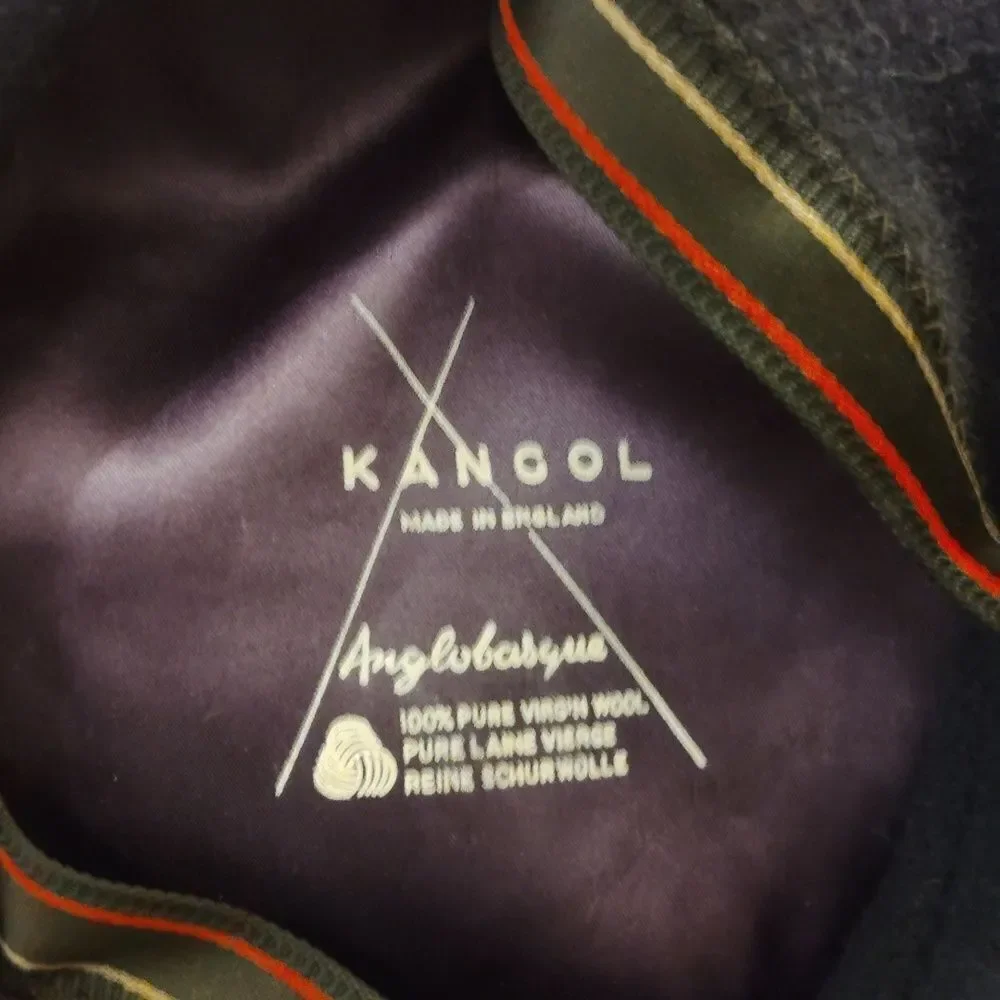 KANGOL
MADE IN ENGLAND
Anglobasque
100% PURE VIRGIN WOOL
PURE LAINE VIERGE
REINE SCHURWOLLE